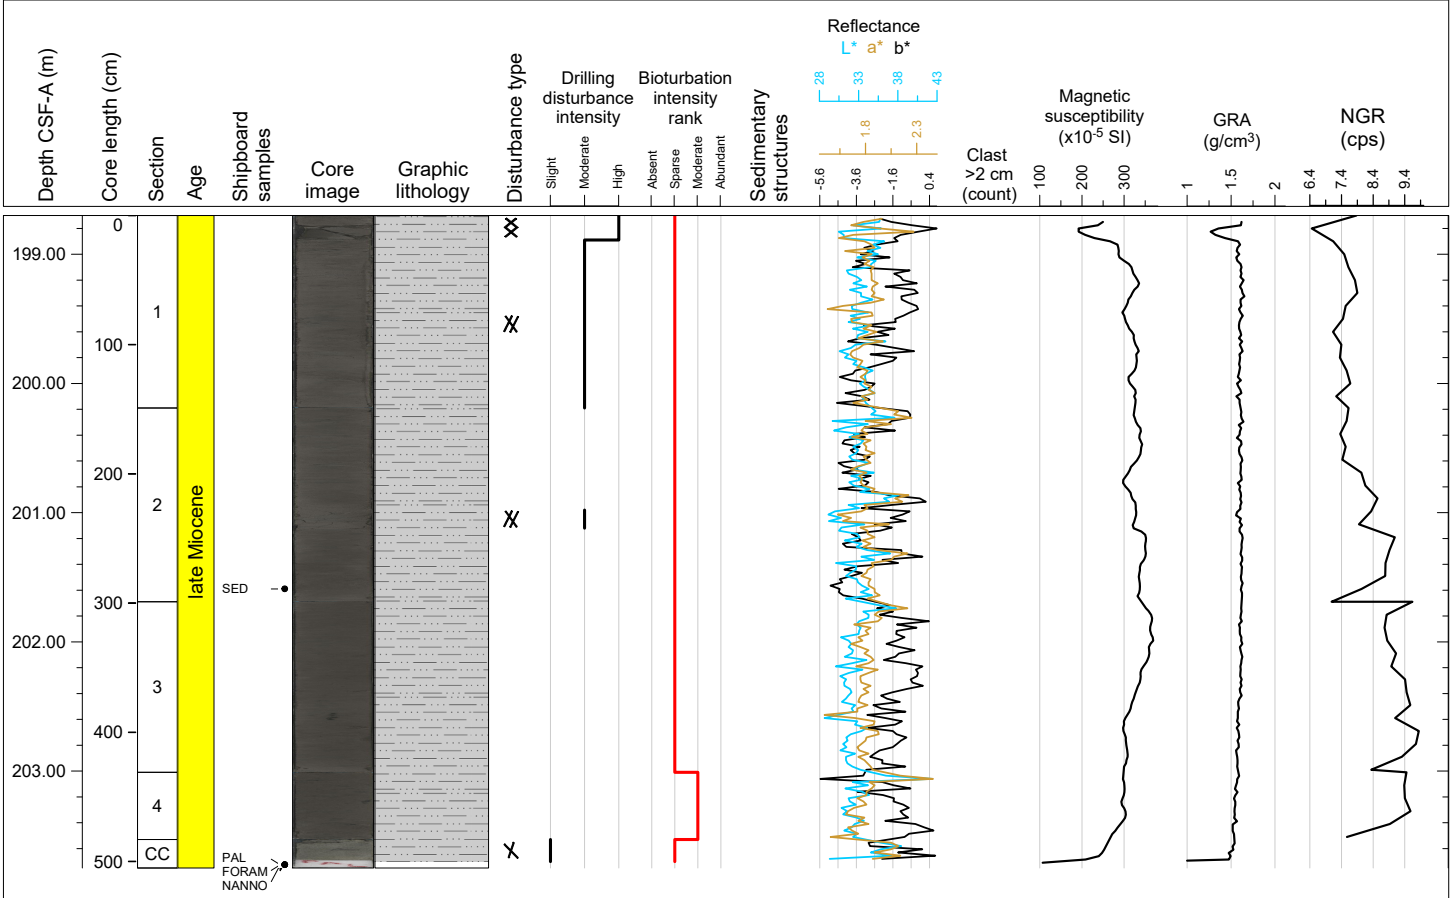 Depth CSF-A (m)
Core length (cm)
Section
Age
Shipboard
samples
Core
image
Graphic
lithology
Disturbance type
Drilling
disturbance
intensity
Slight
Moderate
High
Bioturbation
intensity
rank
Absent
Sparse
Moderate
Abundant
Sedimentary
structures
Reflectance
L* a* b*
28 33 38 43
1.8 2.3
-5.6 -3.6 -1.6 0.4
Clast
>2 cm
(count)
Magnetic
susceptibility
(x10-5 SI)
100 200 300
GRA
(g/cm3)
1 1.5 2
NGR
(cps)
6.4 7.4 8.4 9.4
0
199.00
1
100
200.00
200
2
201.00
late Miocene
SED
300
202.00
3
400
203.00
4
CC
500
PAL
FORAM
NANNO